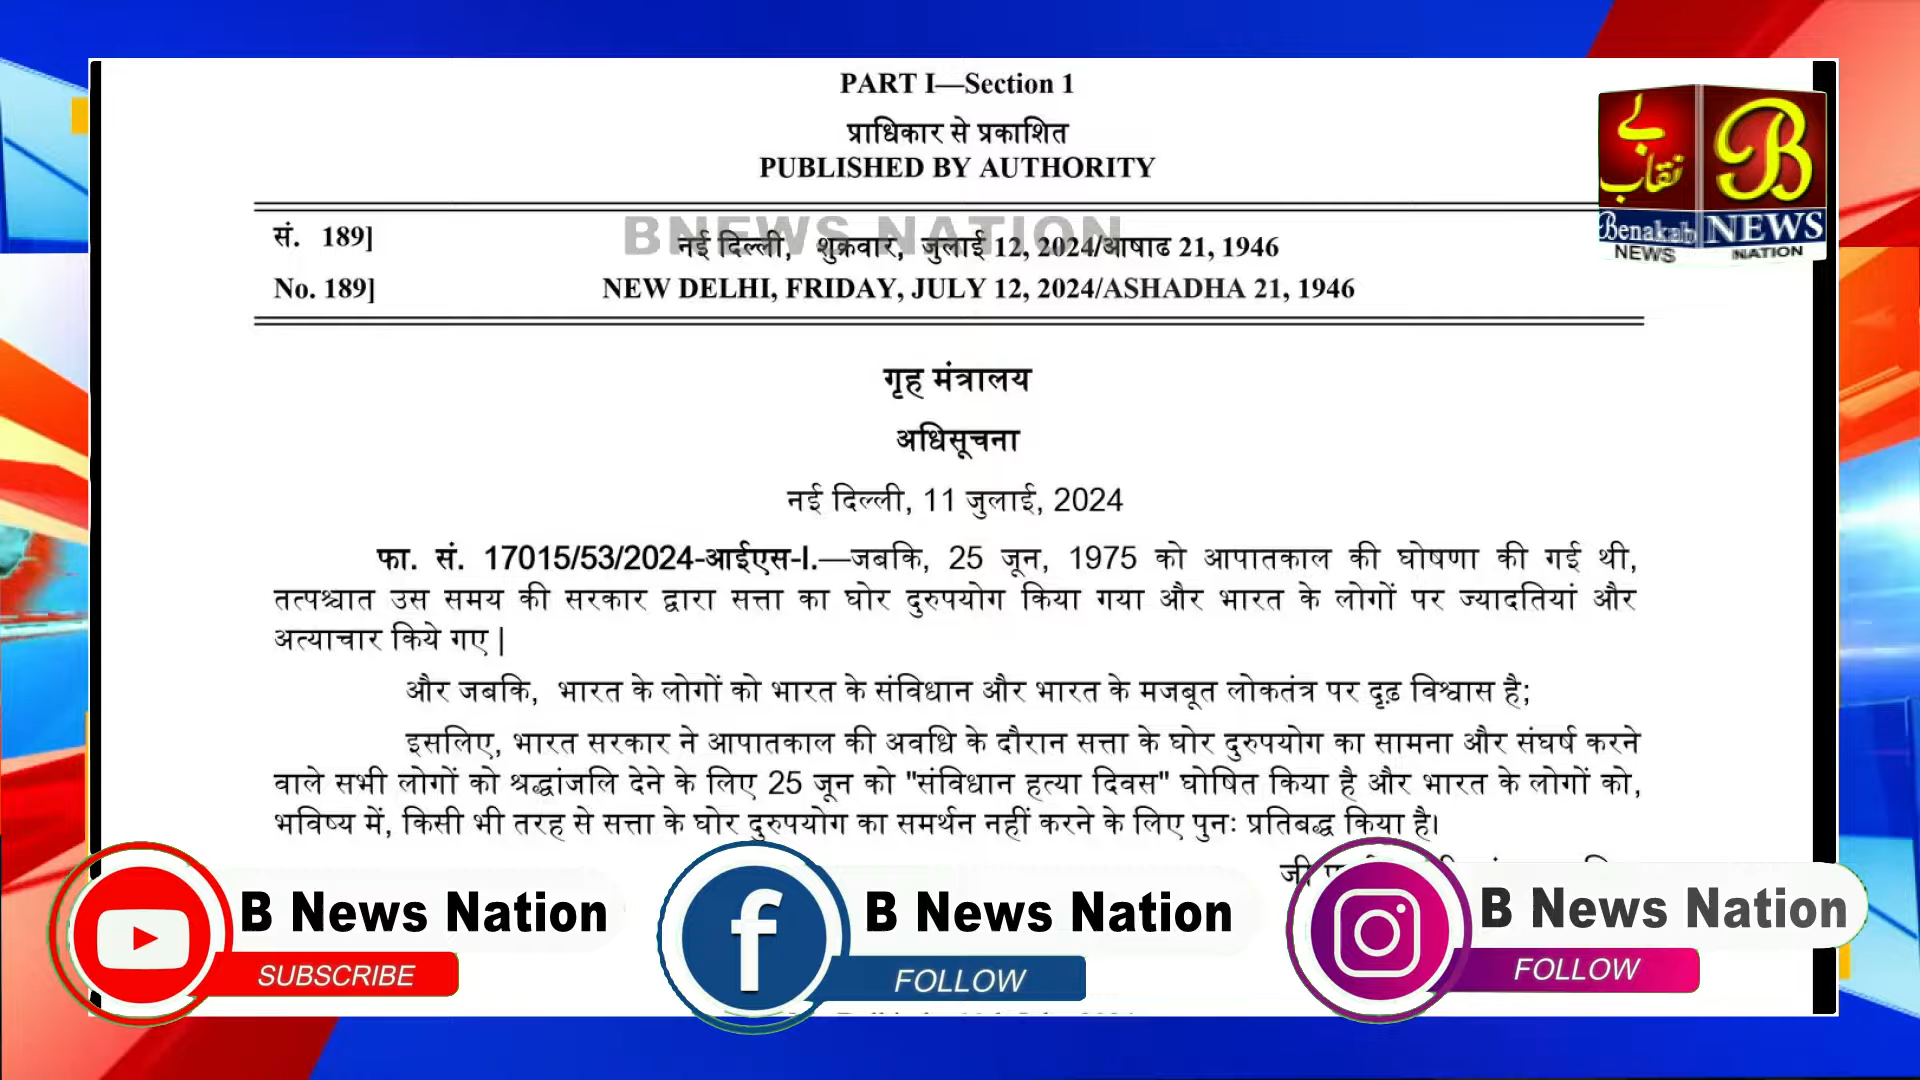 PART I—Section 1
प्राधिकार से प्रकाशित
PUBLISHED BY AUTHORITY
بے نقاب
B
Benakab NEWS
NEWS NATION
BNEWS NATION
सं. 189] नई दिल्ली, शुक्रवार, जुलाई 12, 2024/आषाढ 21, 1946
No. 189] NEW DELHI, FRIDAY, JULY 12, 2024/ASHADHA 21, 1946
गृह मंत्रालय
अधिसूचना
नई दिल्ली, 11 जुलाई, 2024
फा. सं. 17015/53/2024-आईएस-I.—जबकि, 25 जून, 1975 को आपातकाल की घोषणा की गई थी,
तत्पश्चात उस समय की सरकार द्वारा सत्ता का घोर दुरुपयोग किया गया और भारत के लोगों पर ज्यादतियां और
अत्याचार किये गए |
और जबकि, भारत के लोगों को भारत के संविधान और भारत के मजबूत लोकतंत्र पर दृढ़ विश्वास है;
इसलिए, भारत सरकार ने आपातकाल की अवधि के दौरान सत्ता के घोर दुरुपयोग का सामना और संघर्ष करने
वाले सभी लोगों को श्रद्धांजलि देने के लिए 25 जून को "संविधान हत्या दिवस" घोषित किया है और भारत के लोगों को,
भविष्य में, किसी भी तरह से सत्ता के घोर दुरुपयोग का समर्थन नहीं करने के लिए पुनः प्रतिबद्ध किया है।
जी
B News Nation
SUBSCRIBE
B News Nation
FOLLOW
B News Nation
FOLLOW